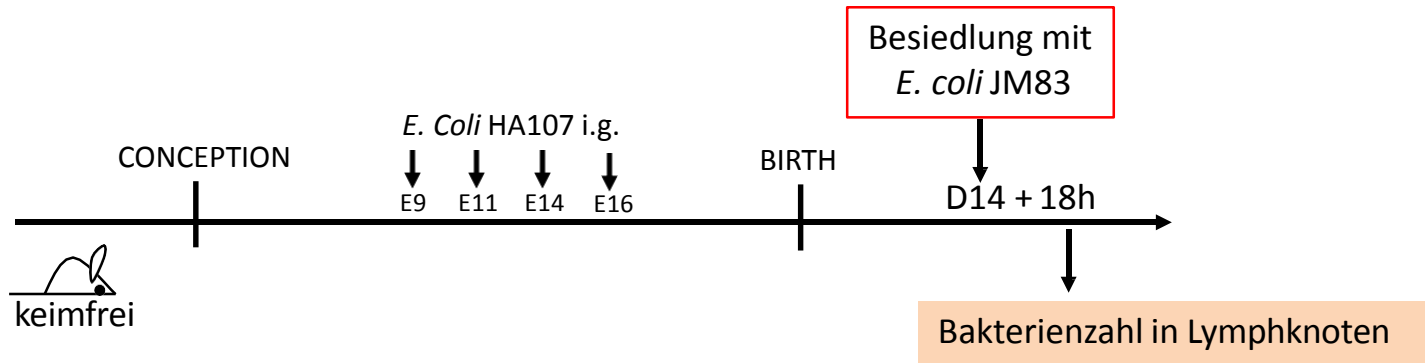 Besiedlung mit
E. coli JM83
E. Coli HA107 i.g.
CONCEPTION
BIRTH
E9 E11 E14 E16
D14 + 18h
keimfrei
Bakterienzahl in Lymphknoten